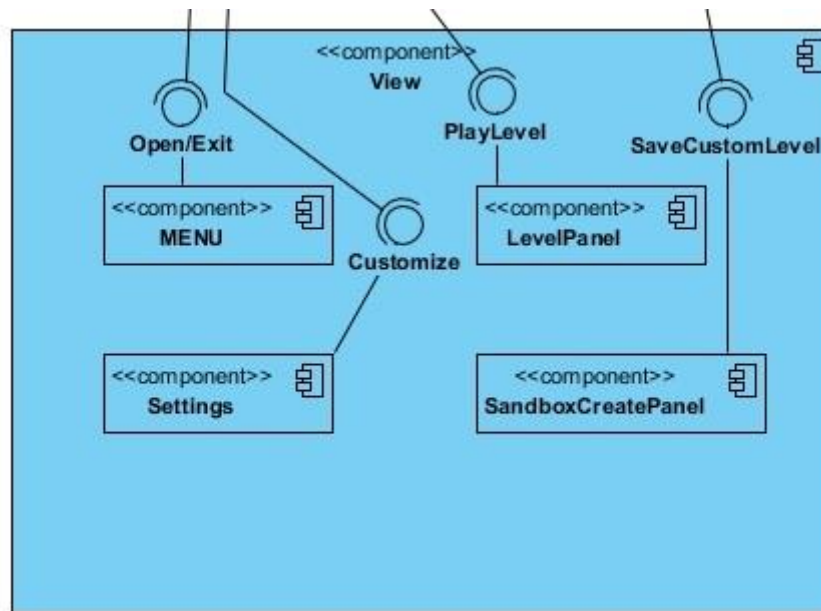 <<component>>
View
Open/Exit
PlayLevel
SaveCustomLevel
<<component>>
MENU
<<component>>
LevelPanel
Customize
<<component>>
Settings
<<component>>
SandboxCreatePanel